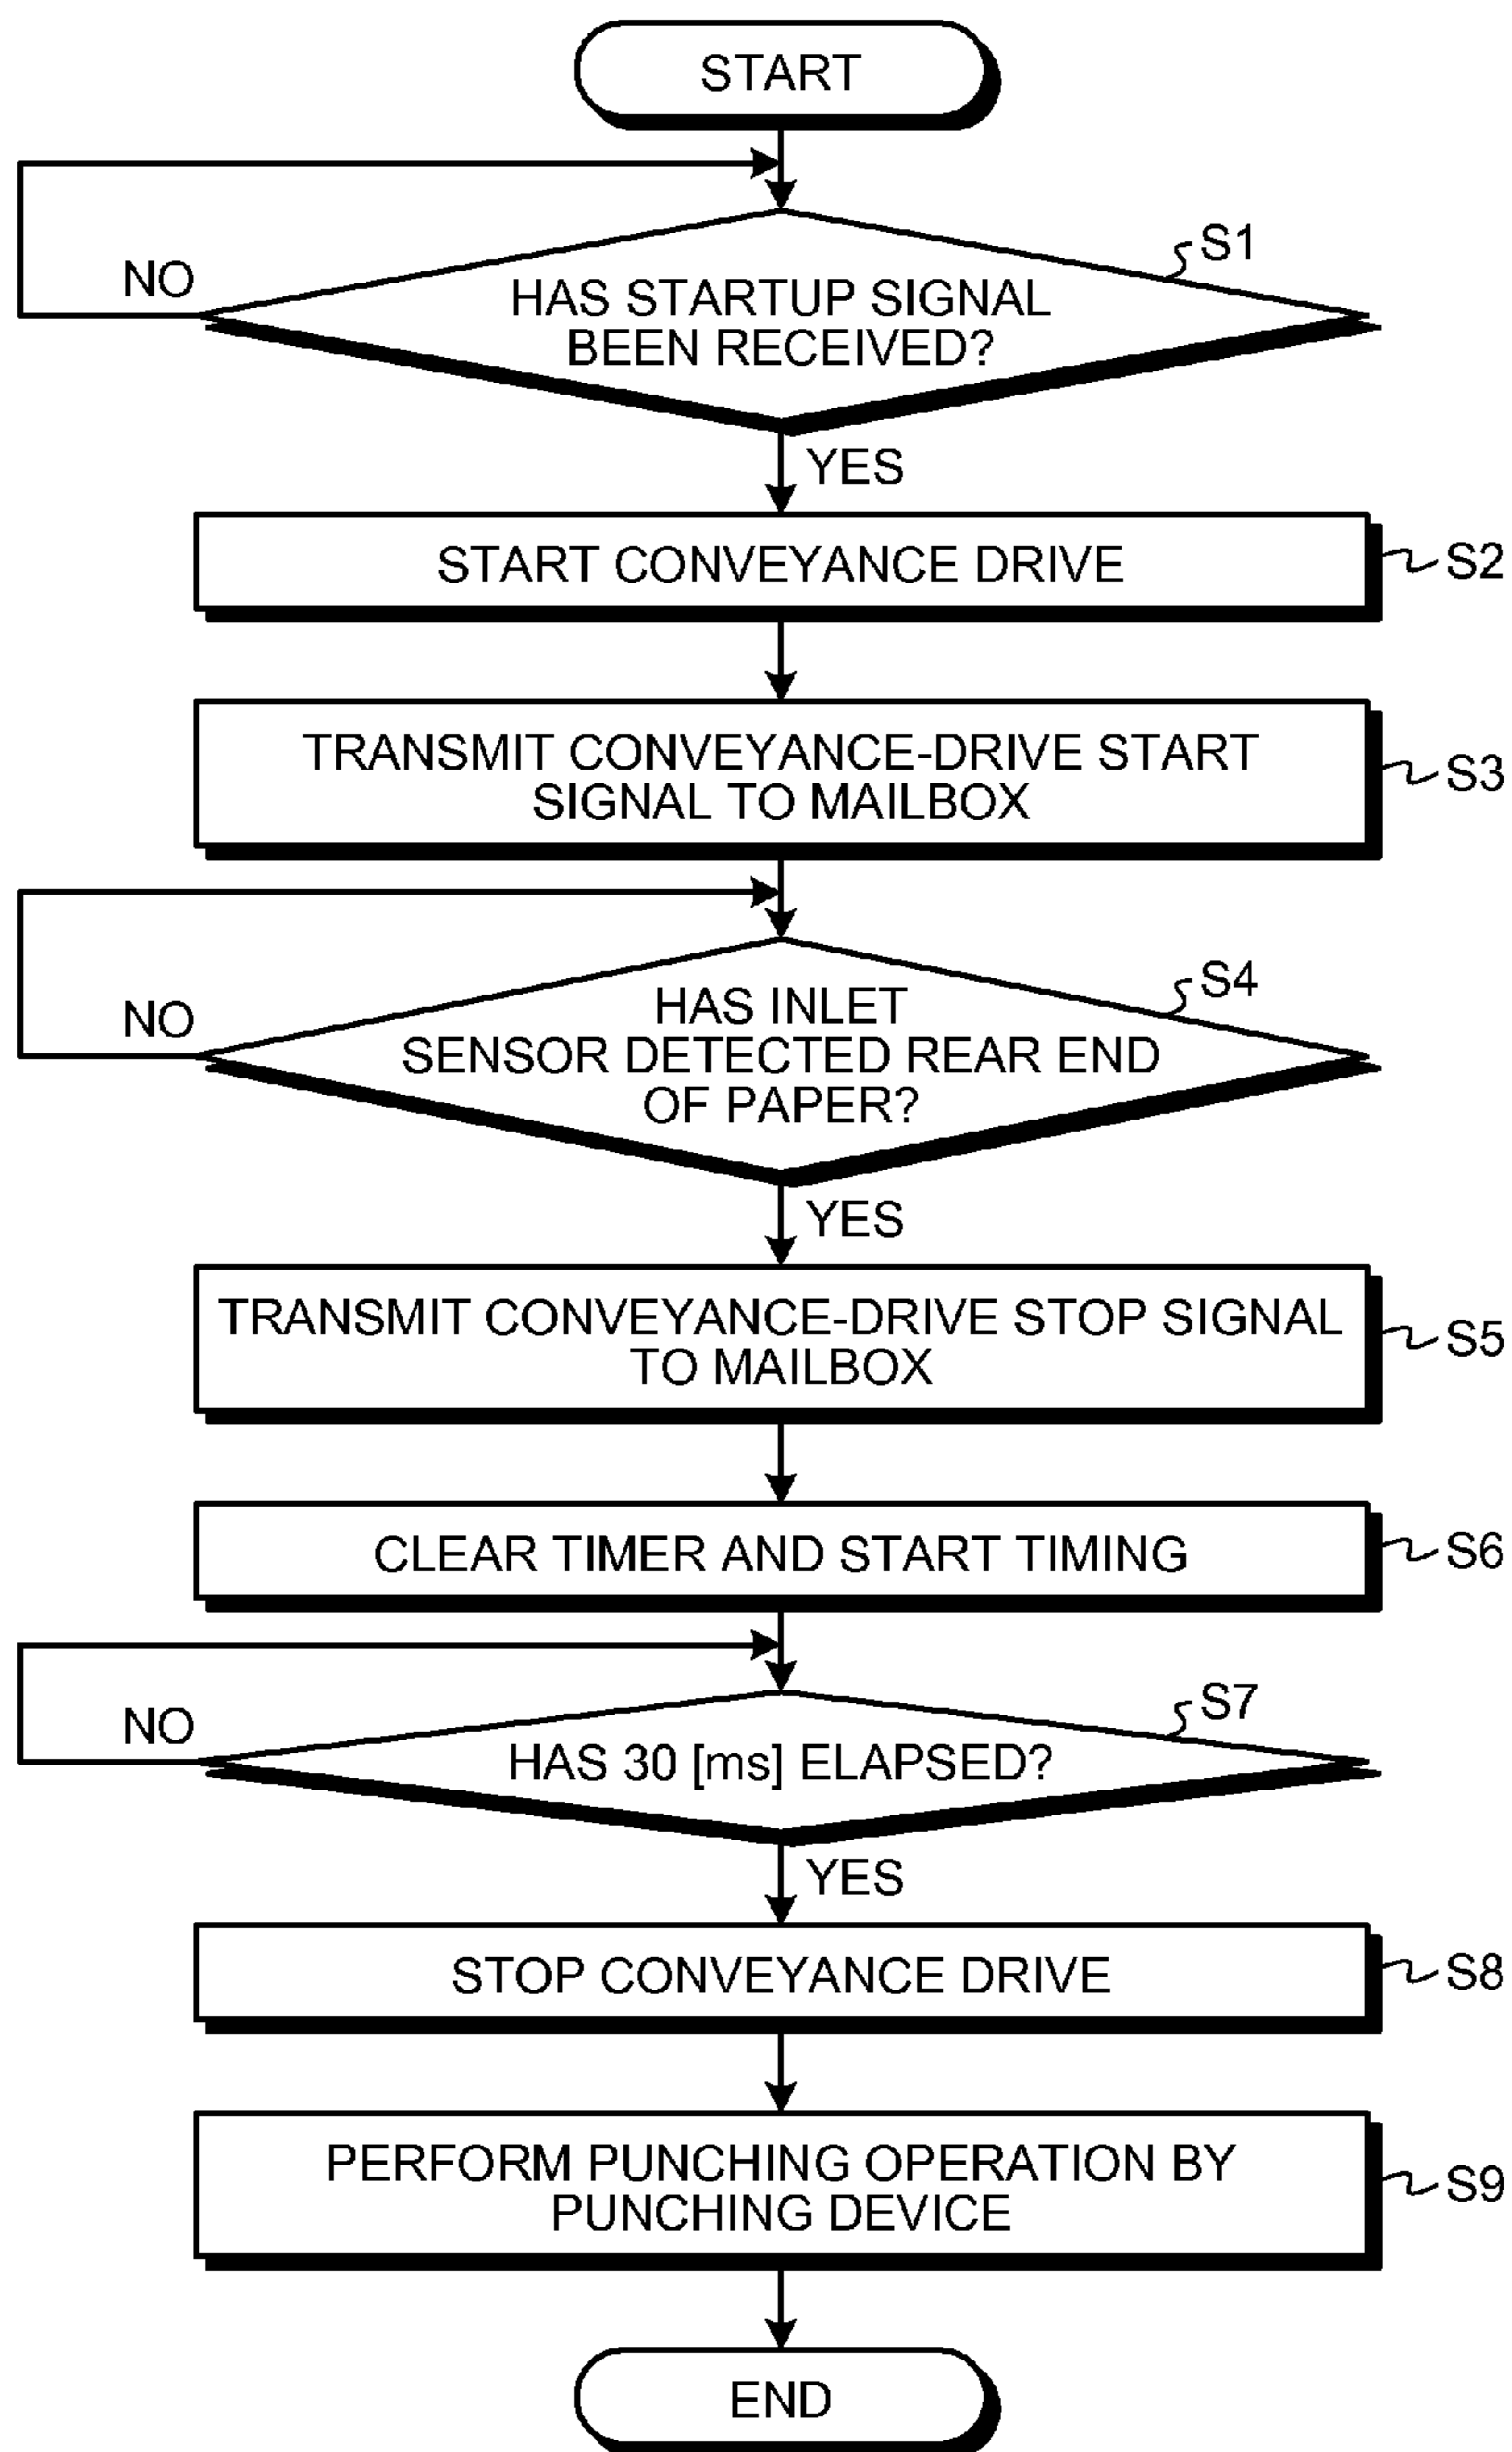 START
NO
S1
HAS STARTUP SIGNAL
BEEN RECEIVED?
YES
START CONVEYANCE DRIVE
S2
TRANSMIT CONVEYANCE-DRIVE START
SIGNAL TO MAILBOX
S3
NO
S4
HAS INLET
SENSOR DETECTED REAR END
OF PAPER?
YES
TRANSMIT CONVEYANCE-DRIVE STOP SIGNAL
TO MAILBOX
S5
CLEAR TIMER AND START TIMING
S6
NO
S7
HAS 30 [ms] ELAPSED?
YES
STOP CONVEYANCE DRIVE
S8
PERFORM PUNCHING OPERATION BY
PUNCHING DEVICE
S9
END